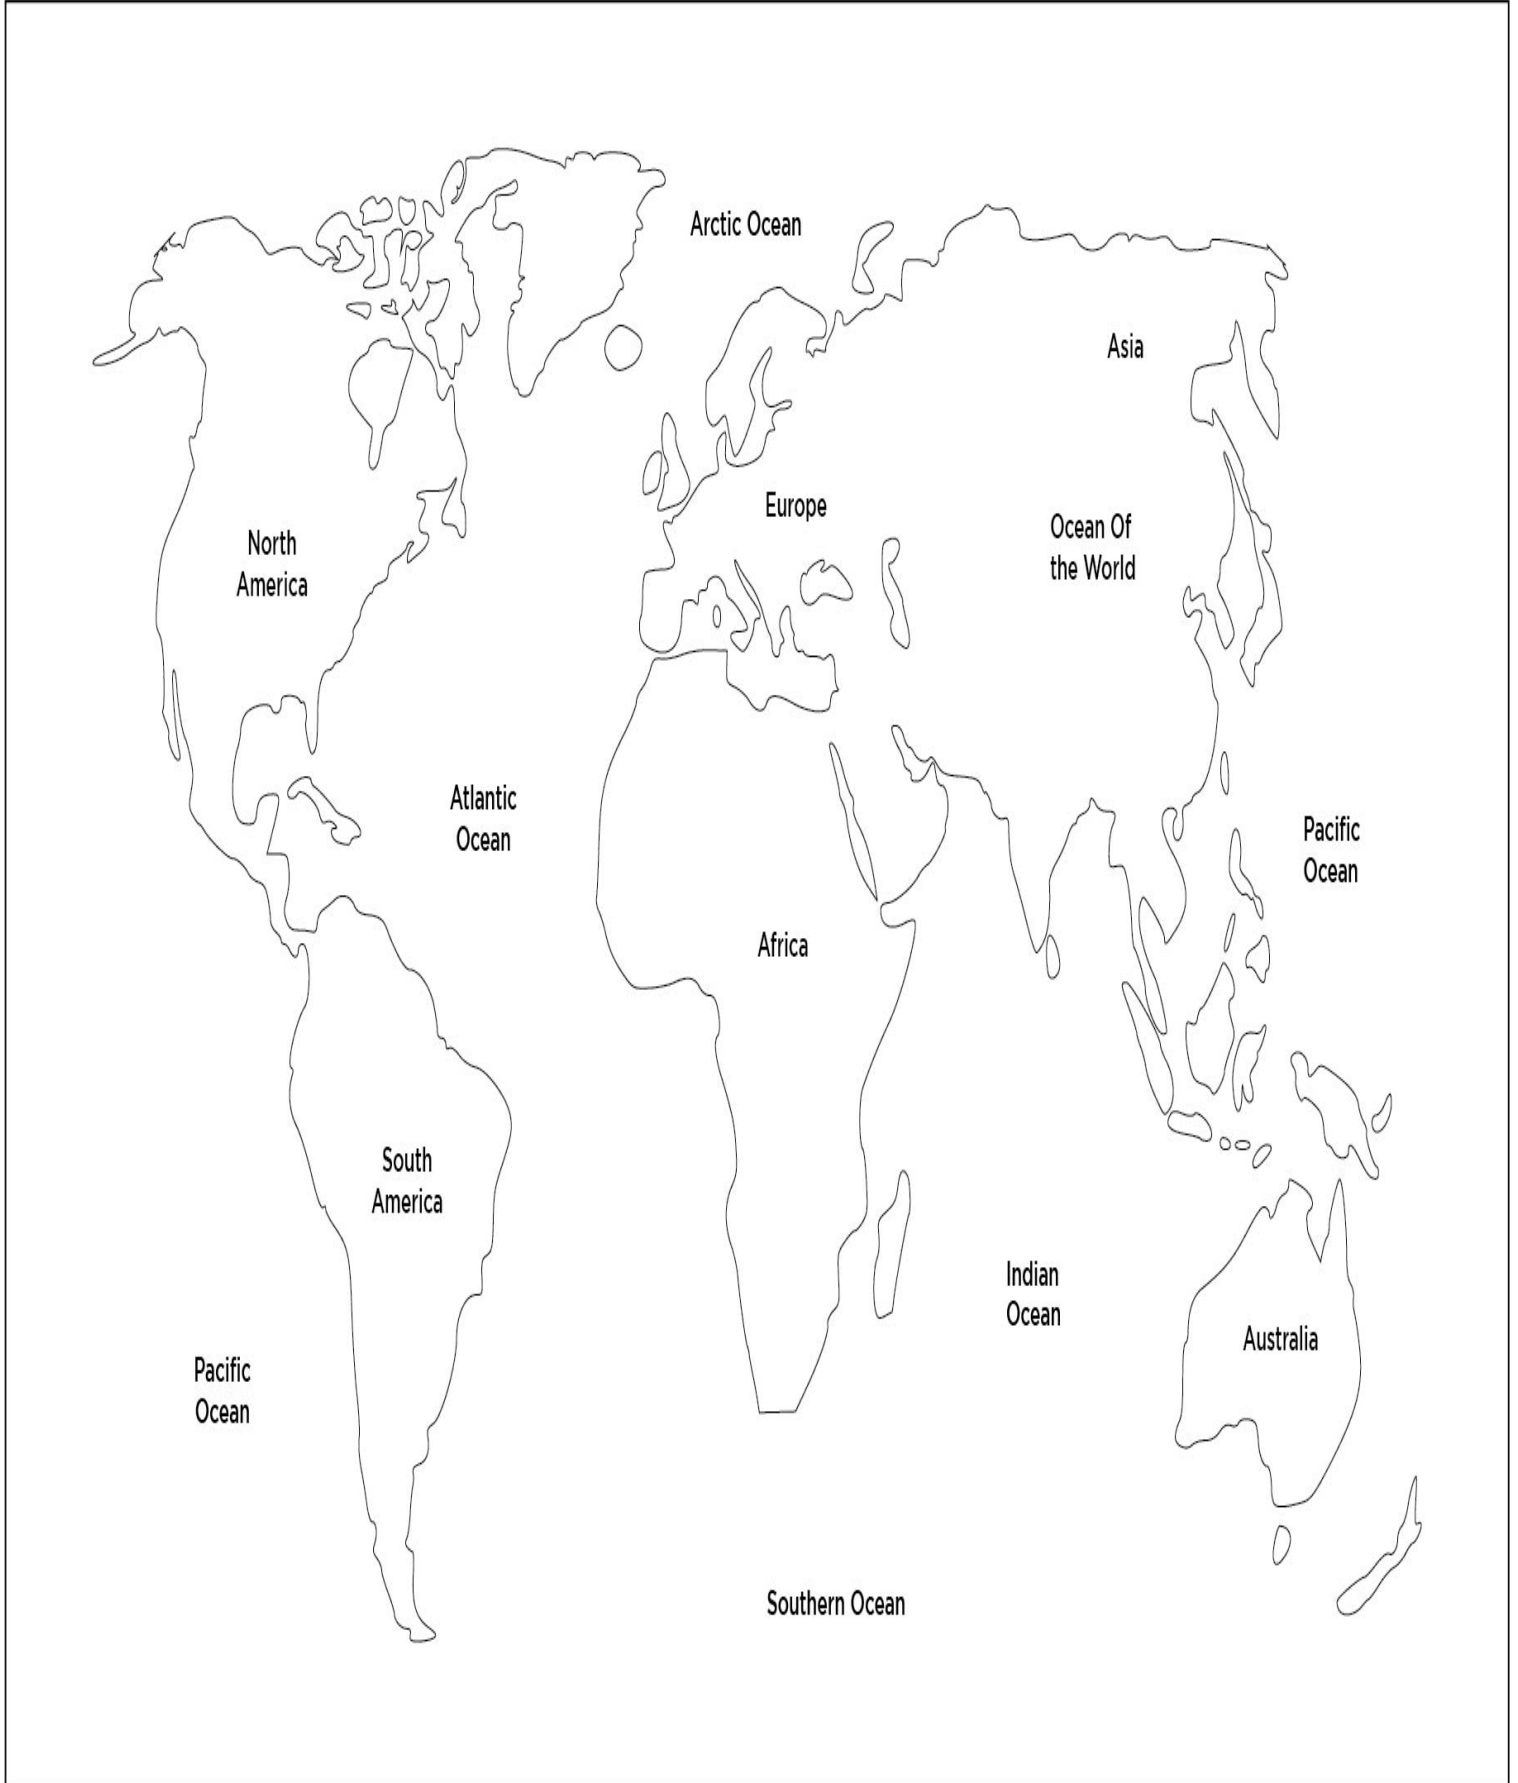 Arctic Ocean
Asia
Europe
Ocean Of
the World
North
America
Atlantic
Ocean
Pacific
Ocean
Africa
South
America
Indian
Ocean
Australia
Pacific
Ocean
Southern Ocean